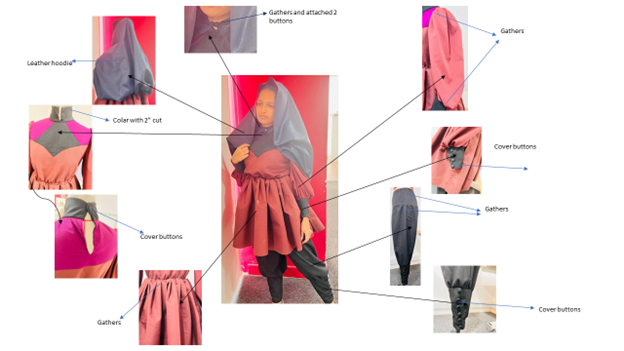 Gathers and attached 2
buttons
Gathers
Leather hoodie
Colar with 2" cut
Cover buttons
Gathers
Cover buttons
Gathers
Cover buttons